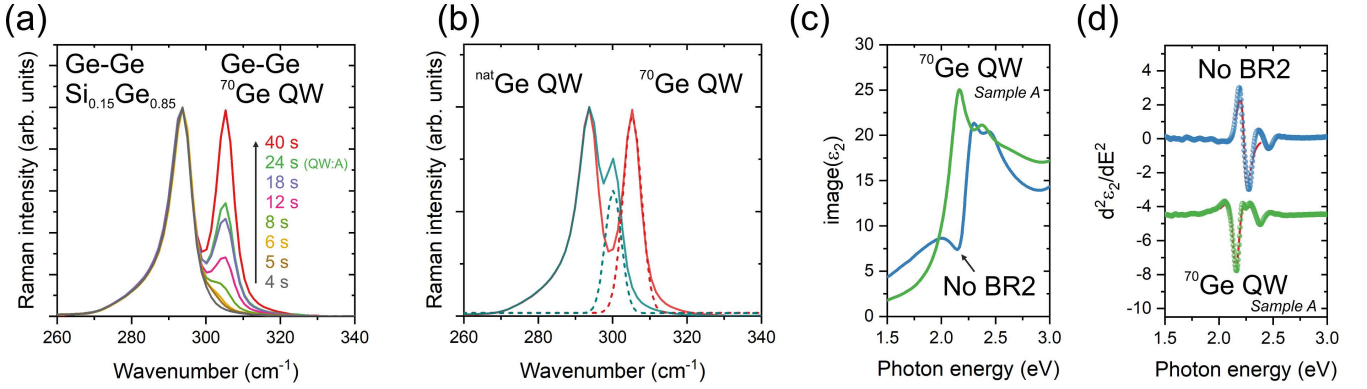 (a)
Raman intensity (arb. units)
Ge-Ge
Si0.15Ge0.85
Ge-Ge
⁷⁰Ge QW
40 s
24 s (QW:A)
18 s
12 s
8 s
6 s
5 s
4 s
260 280 300 320 340
Wavenumber (cm⁻¹)
(b)
Raman intensity (arb. units)
ⁿᵃᵗGe QW
⁷⁰Ge QW
260 280 300 320 340
Wavenumber (cm⁻¹)
(c)
image(ε₂)
30
25
20
15
10
5
0
⁷⁰Ge QW
Sample A
No BR2
1.5 2.0 2.5 3.0
Photon energy (eV)
(d)
d²ε₂/dE²
4
2
0
-2
-4
-6
-8
-10
No BR2
⁷⁰Ge QW
Sample A
1.5 2.0 2.5 3.0
Photon energy (eV)